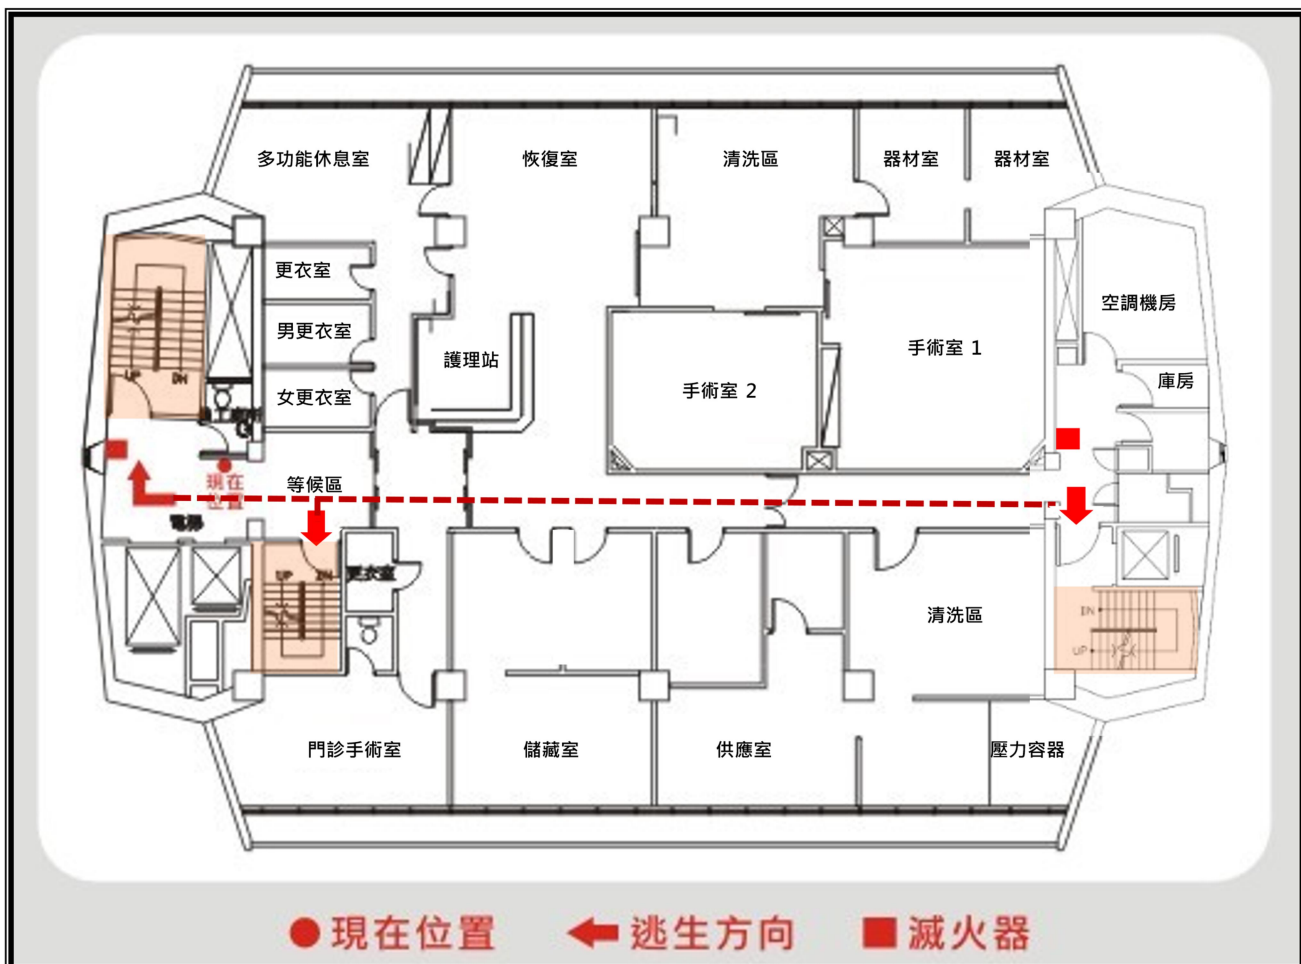 多功能休息室
恢復室
清洗區
器材室
器材室
更衣室
男更衣室
女更衣室
護理站
手術室 2
手術室 1
空調機房
庫房
UP
DN
現在
位置
等候區
電梯
UP
DN
更衣室
清洗區
DN
UP
門診手術室
儲藏室
供應室
壓力容器
現在位置
逃生方向
滅火器